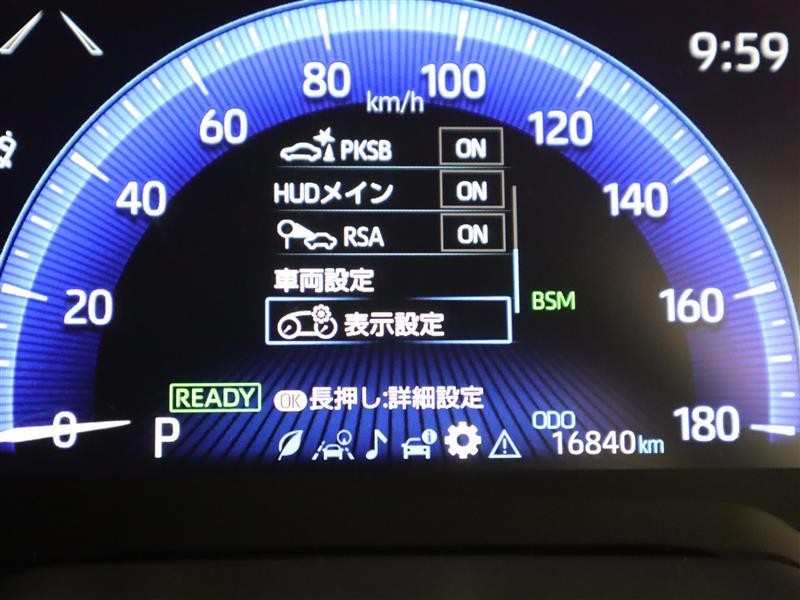 9:59
80 100
km/h
60 120
PKSB ON
40 HUDメイン ON 140
RSA ON
車両設定
20 BSM 160
表示設定
READY OK 長押し:詳細設定
0 P ODO 180
16840km